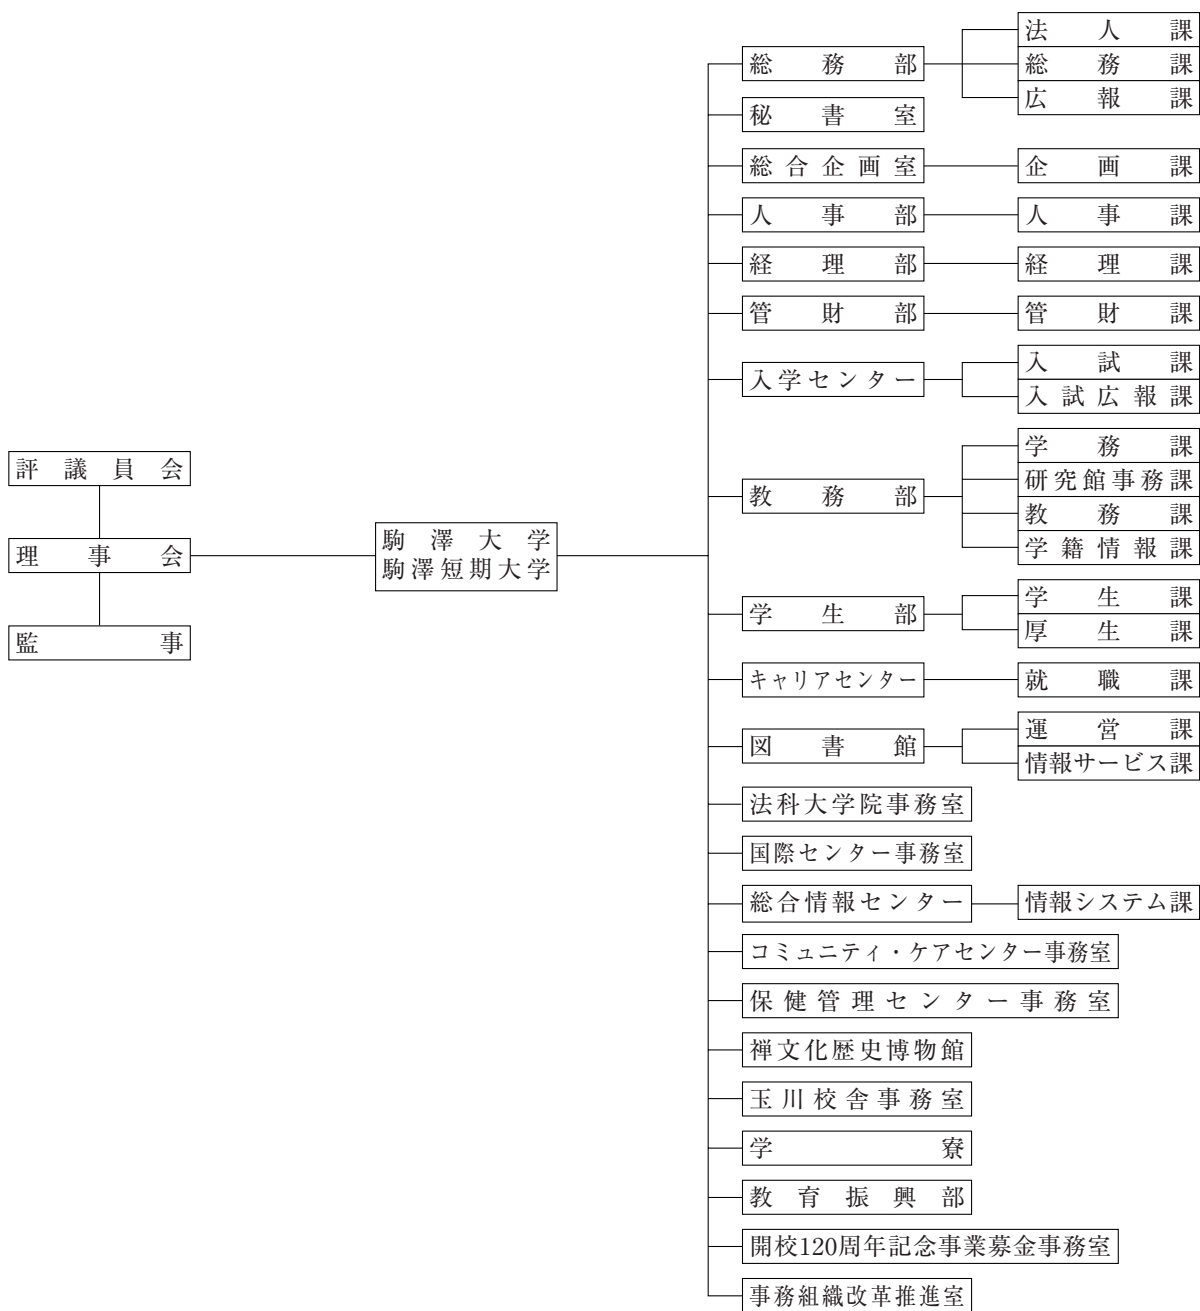 評議員会
理事会
監事
駒澤大学
駒澤短期大学
総務部
法人課
総務課
広報課
秘書室
総合企画室
企画課
人事部
人事課
経理部
経理課
管財部
管財課
入学センター
入試課
入試広報課
教務部
学務課
研究館事務課
教務課
学籍情報課
学生部
学生課
厚生課
キャリアセンター
就職課
図書館
運営課
情報サービス課
法科大学院事務室
国際センター事務室
総合情報センター
情報システム課
コミュニティ・ケアセンター事務室
保健管理センター事務室
禅文化歴史博物館
玉川校舎事務室
学寮
教育振興部
開校120周年記念事業募金事務室
事務組織改革推進室